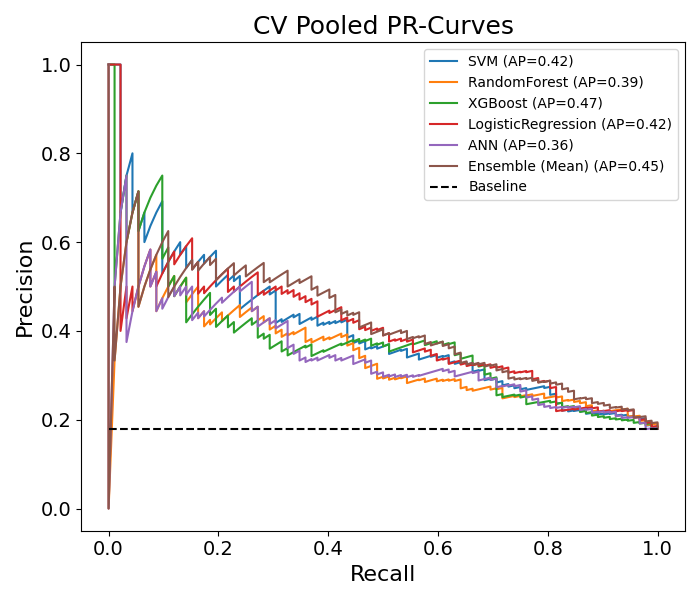 CV Pooled PR-Curves
SVM (AP=0.42)
RandomForest (AP=0.39)
XGBoost (AP=0.47)
LogisticRegression (AP=0.42)
ANN (AP=0.36)
Ensemble (Mean) (AP=0.45)
Baseline
Precision
1.0
0.8
0.6
0.4
0.2
0.0
0.0 0.2 0.4 0.6 0.8 1.0
Recall